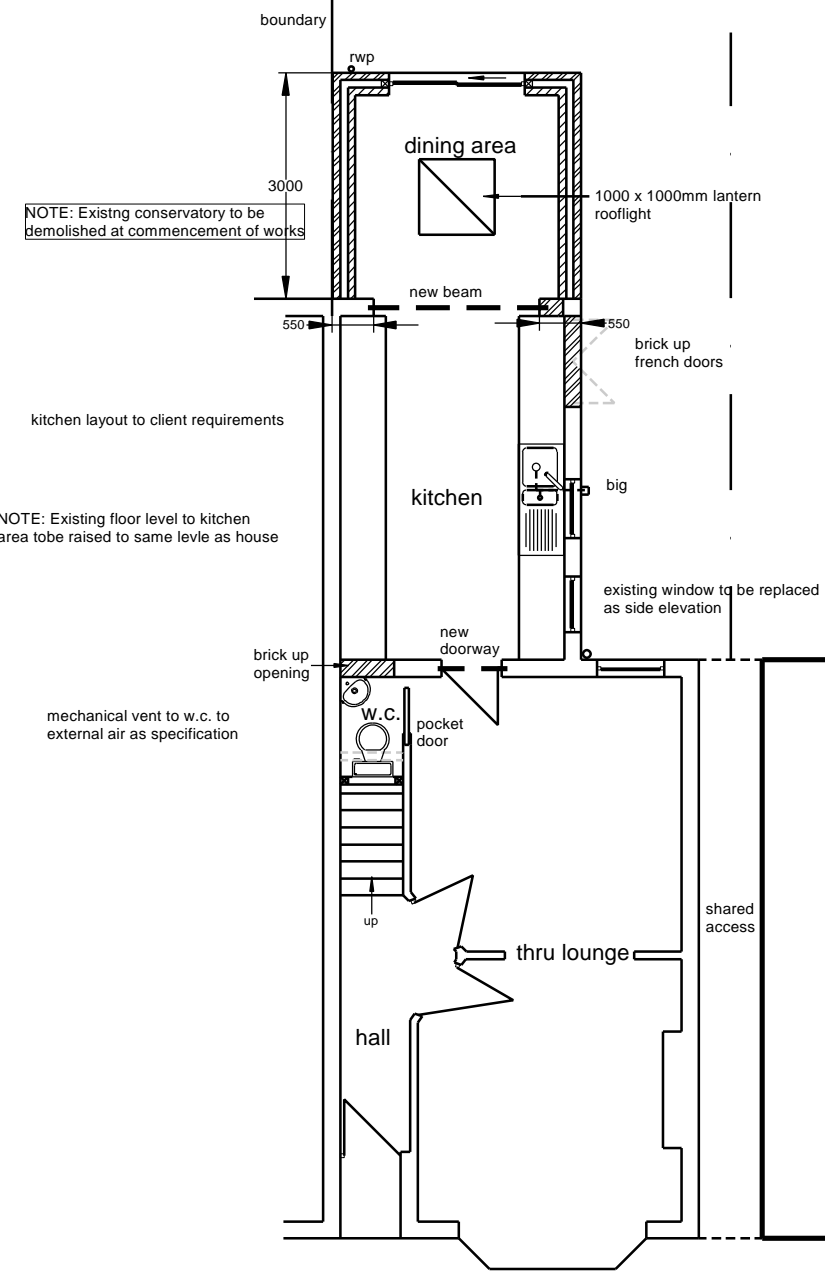 boundary
rwp
dining area
3000
1000 x 1000mm lantern
rooflight
NOTE: Existng conservatory to be
demolished at commencement of works
new beam
550
550
brick up
french doors
kitchen layout to client requirements
kitchen
big
NOTE: Existing floor level to kitchen
area tobe raised to same levle as house
existing window to be replaced
as side elevation
new
doorway
brick up
opening
w.c.
mechanical vent to w.c. to
external air as specification
pocket
door
up
shared
access
thru lounge
hall